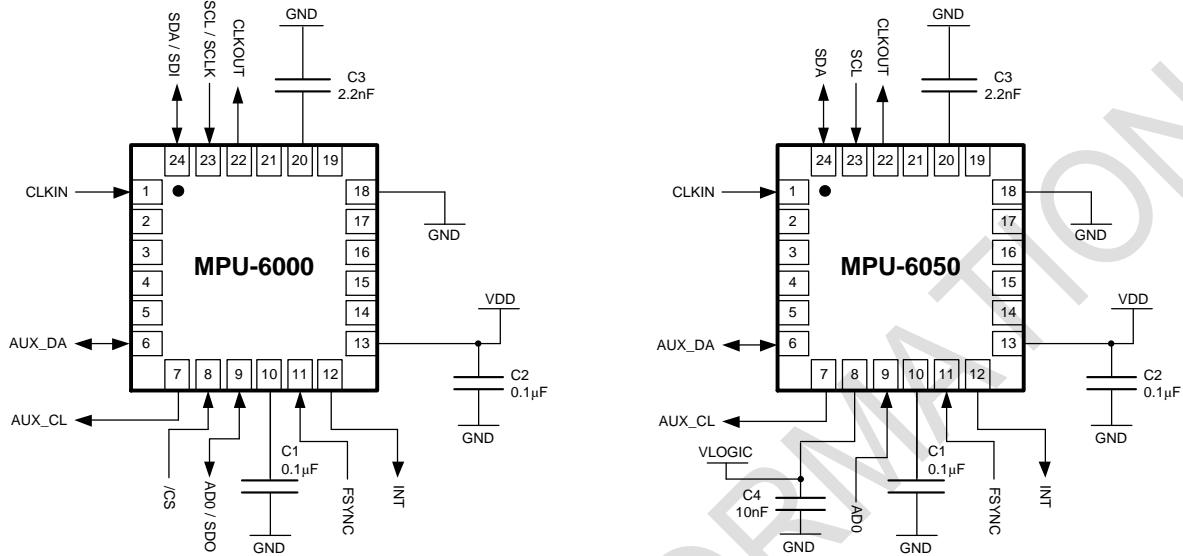 GND
SDA / SDI
SCL / SCLK
CLKOUT
C3
2.2nF
24 23 22 21 20 19
CLKIN
1
2
3
4
5
6
18
17
16
15
14
13
MPU-6000
GND
VDD
AUX_DA
7 8 9 10 11 12
C2
0.1µF
GND
AUX_CL
/CS
AD0 / SDO
C1
0.1µF
GND
FSYNC
INT
GND
SDA
SCL
CLKOUT
C3
2.2nF
24 23 22 21 20 19
CLKIN
1
2
3
4
5
6
18
17
16
15
14
13
MPU-6050
GND
VDD
AUX_DA
7 8 9 10 11 12
C2
0.1µF
GND
AUX_CL
VLOGIC
C4
10nF
GND
AD0
C1
0.1µF
GND
FSYNC
INT
ORMATION